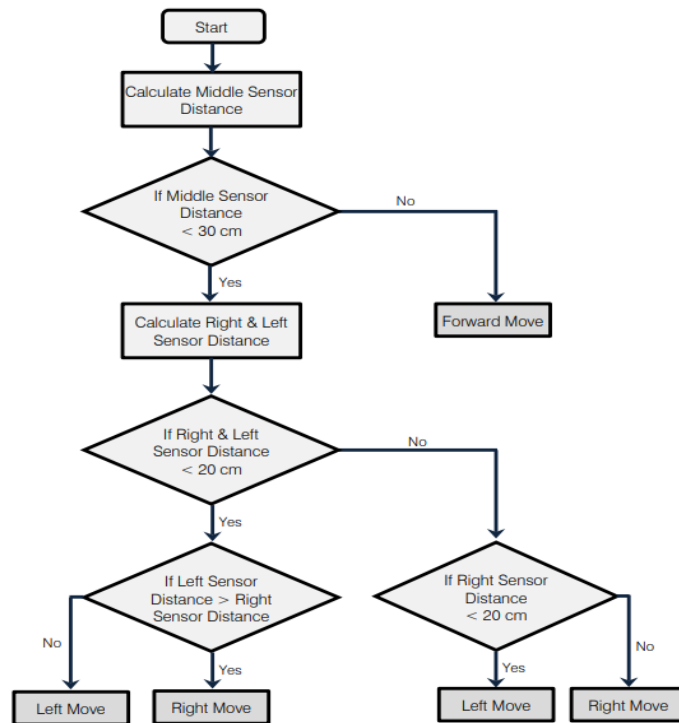 Start
Calculate Middle Sensor
Distance
If Middle Sensor
Distance
< 30 cm
No
Yes
Calculate Right & Left
Sensor Distance
Forward Move
If Right & Left
Sensor Distance
< 20 cm
No
Yes
If Left Sensor
Distance > Right
Sensor Distance
If Right Sensor
Distance
< 20 cm
No
Yes
Yes
No
Left Move
Right Move
Left Move
Right Move